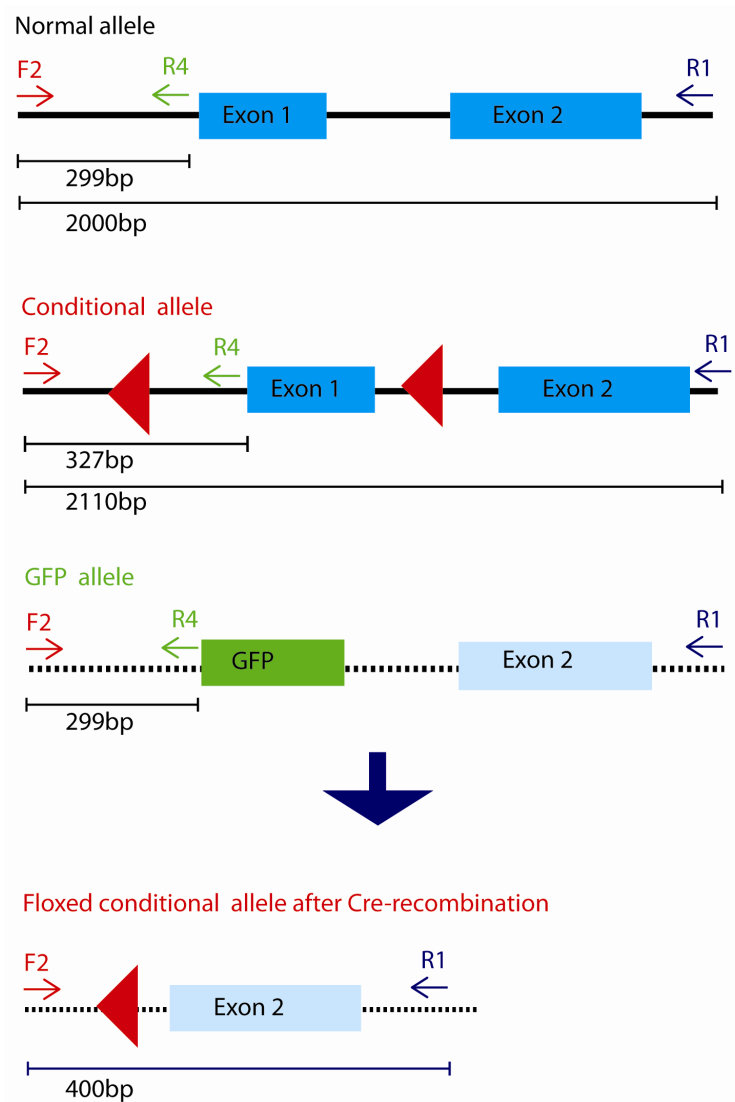 Normal allele
F2 R4 R1
Exon 1 Exon 2
299bp
2000bp
Conditional allele
F2 R4 R1
Exon 1 Exon 2
327bp
2110bp
GFP allele
F2 R4 R1
GFP Exon 2
299bp
Floxed conditional allele after Cre-recombination
F2 R1
Exon 2
400bp